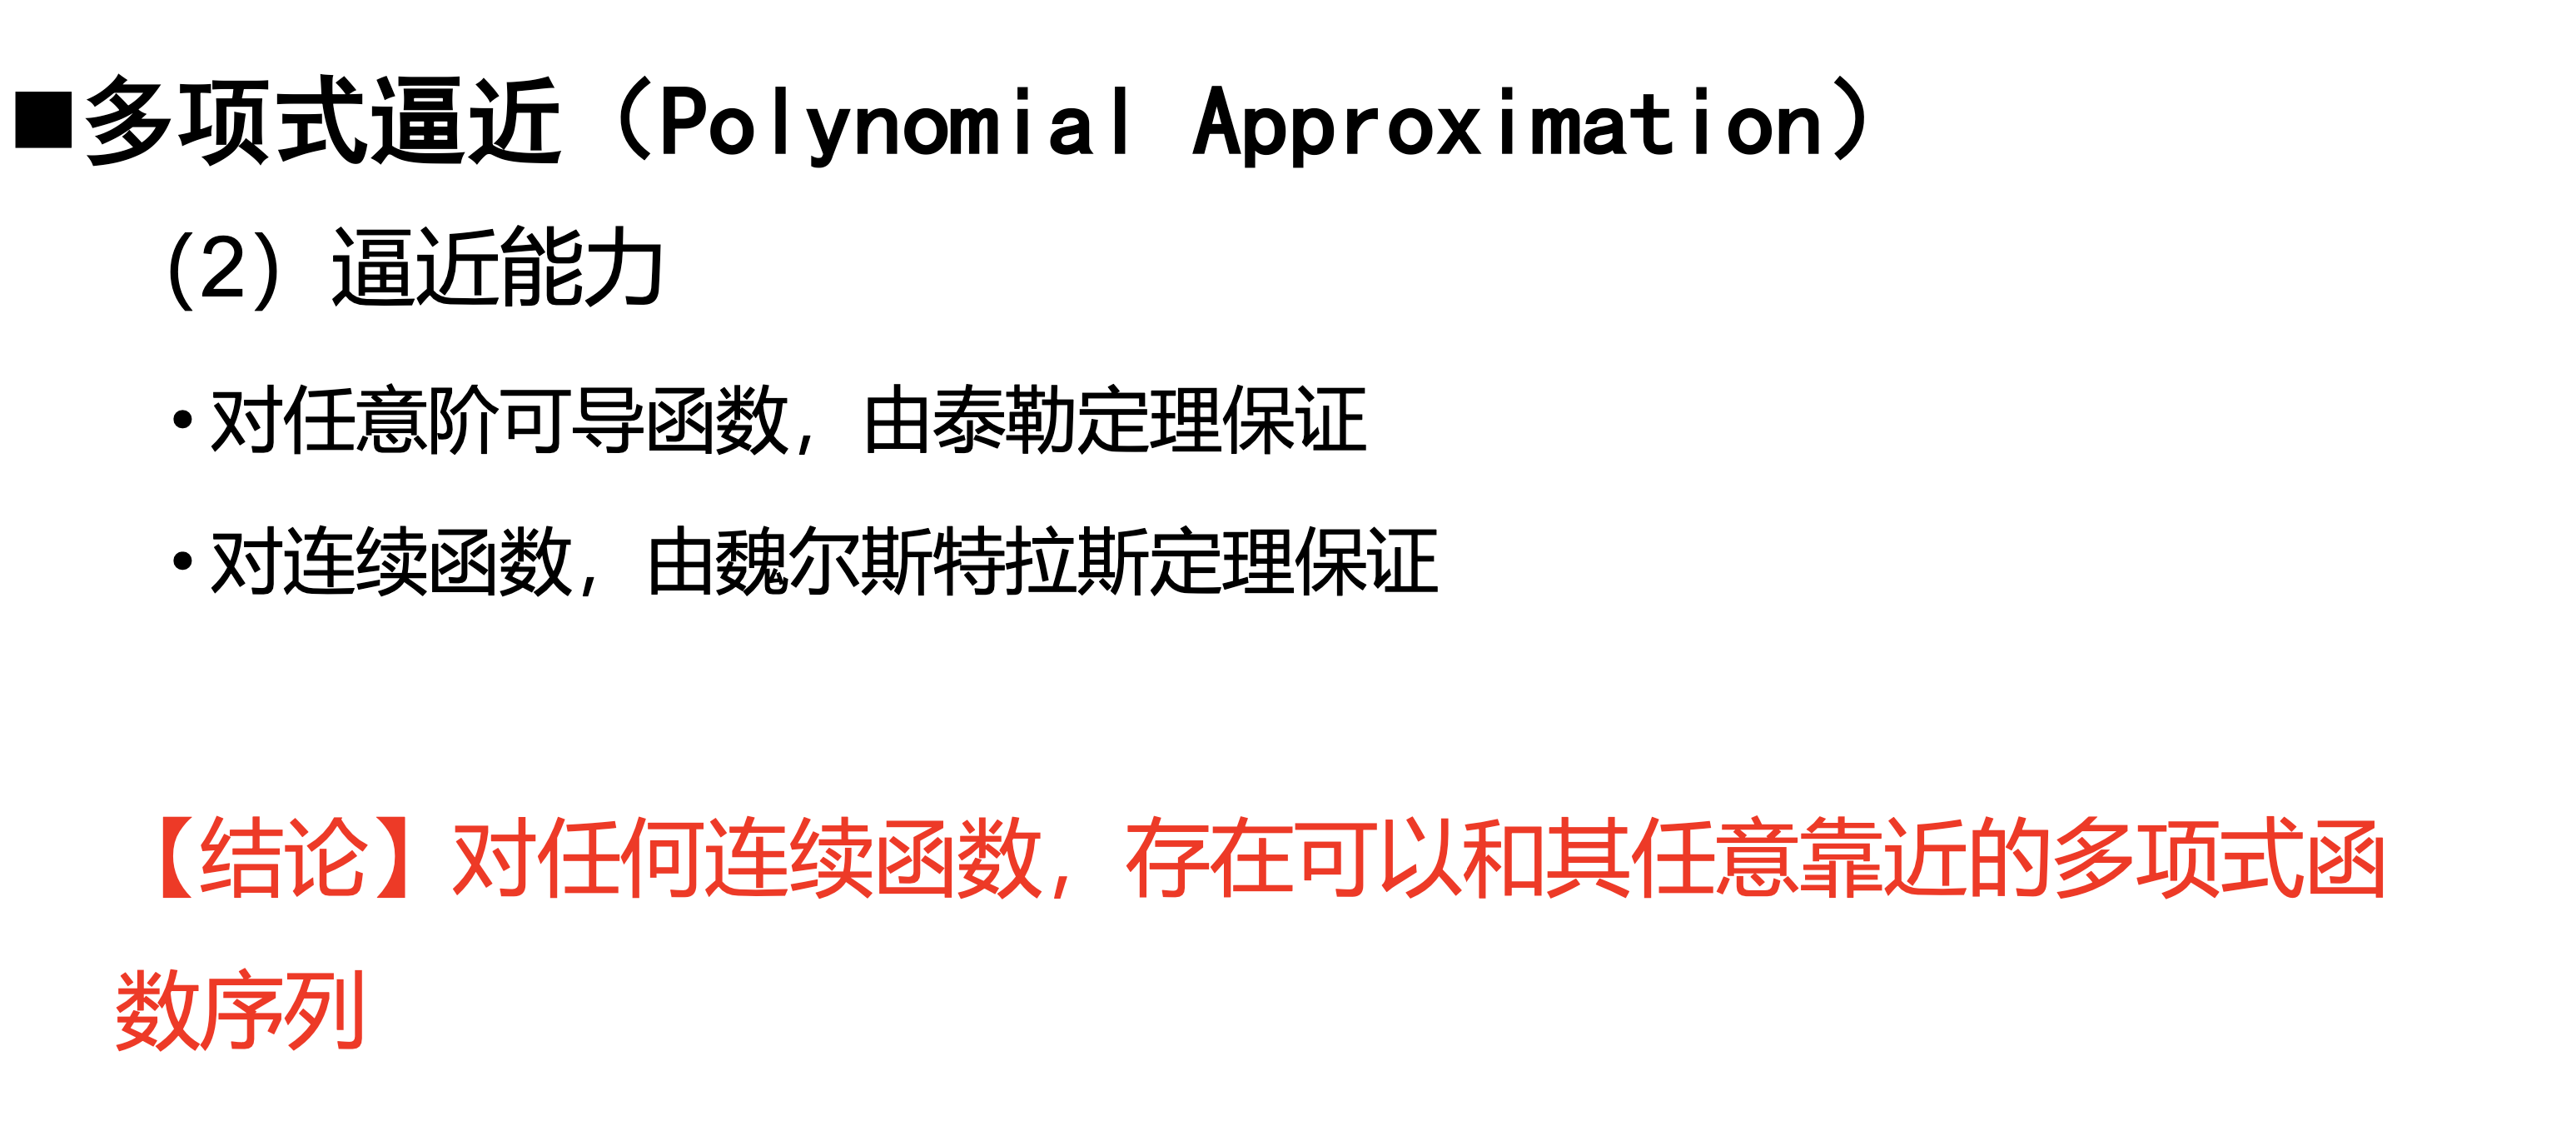 ■多项式逼近（Polynomial Approximation）
(2) 逼近能力
•对任意阶可导函数，由泰勒定理保证
•对连续函数，由魏尔斯特拉斯定理保证
【结论】对任何连续函数，存在可以和其任意靠近的多项式函
数序列